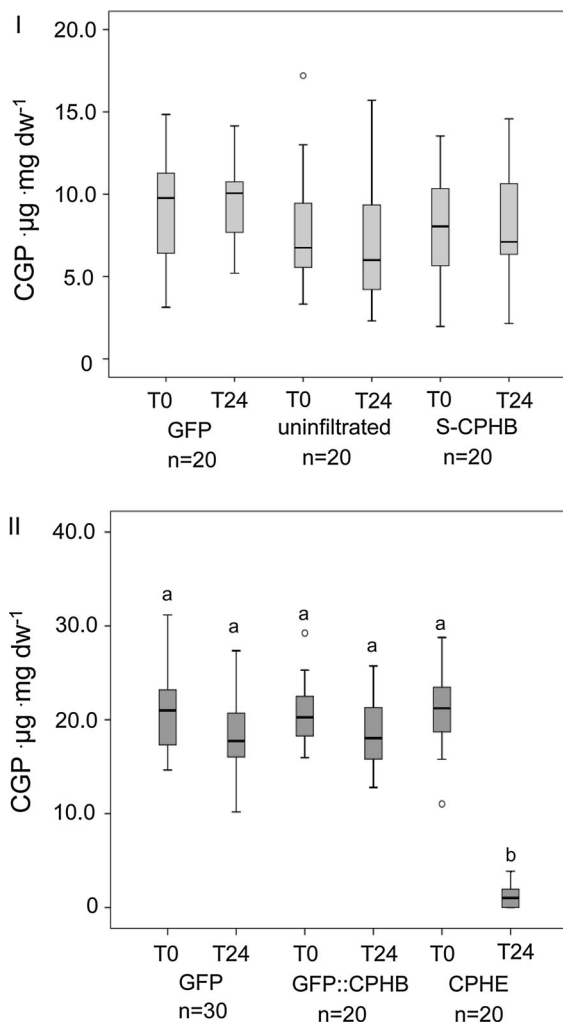 I
CGP ·µg ·mg dw⁻¹
20.0
15.0
10.0
5.0
0
T0 T24 T0 T24 T0 T24
GFP uninfiltrated S-CPHB
n=20 n=20 n=20
II
CGP ·µg ·mg dw⁻¹
40.0
30.0
20.0
10.0
0
a a a a a b
T0 T24 T0 T24 T0 T24
GFP GFP::CPHB CPHE
n=30 n=20 n=20